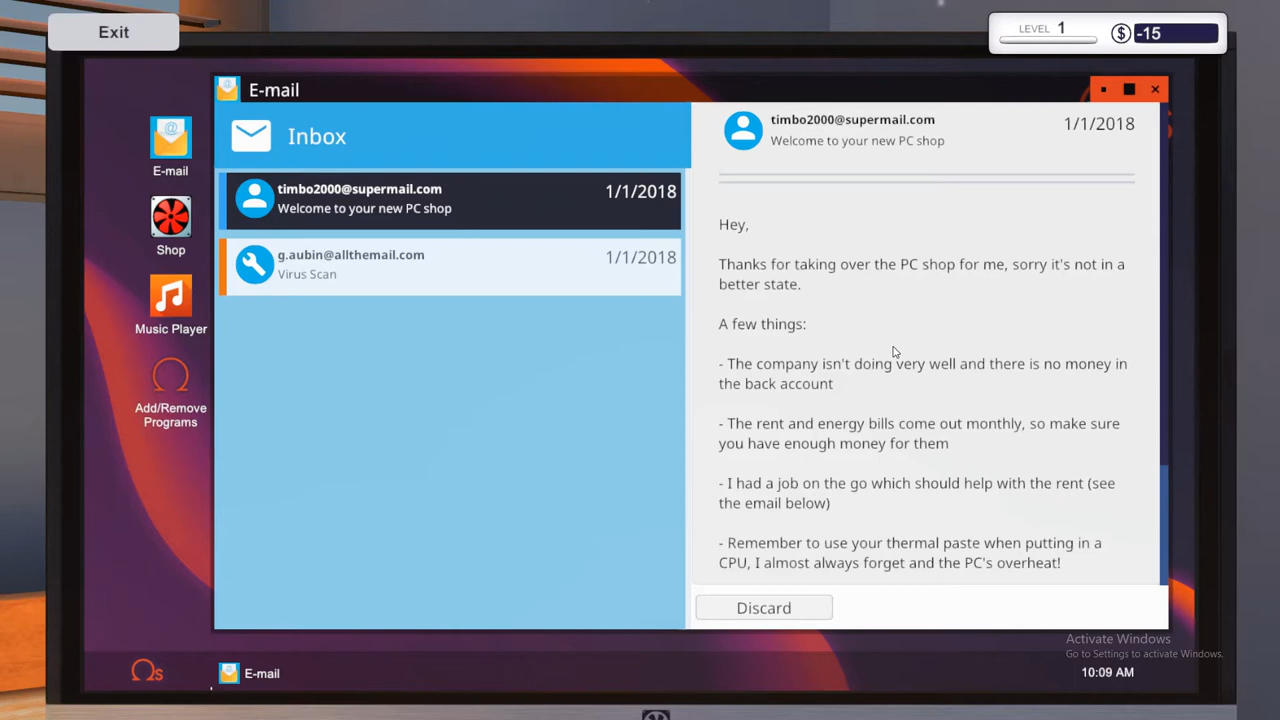 Exit
LEVEL 1
$ -15
E-mail
Inbox
timbo2000@supermail.com
1/1/2018
Welcome to your new PC shop
g.aubin@allthemail.com
1/1/2018
Virus Scan
E-mail
Shop
Music Player
Add/Remove
Programs
timbo2000@supermail.com
1/1/2018
Welcome to your new PC shop
Hey,
Thanks for taking over the PC shop for me, sorry it's not in a
better state.
A few things:
- The company isn't doing very well and there is no money in
the back account
- The rent and energy bills come out monthly, so make sure
you have enough money for them
- I had a job on the go which should help with the rent (see
the email below)
- Remember to use your thermal paste when putting in a
CPU, I almost always forget and the PC's overheat!
Discard
Activate Windows
Go to Settings to activate Windows.
Ωs
E-mail
10:09 AM